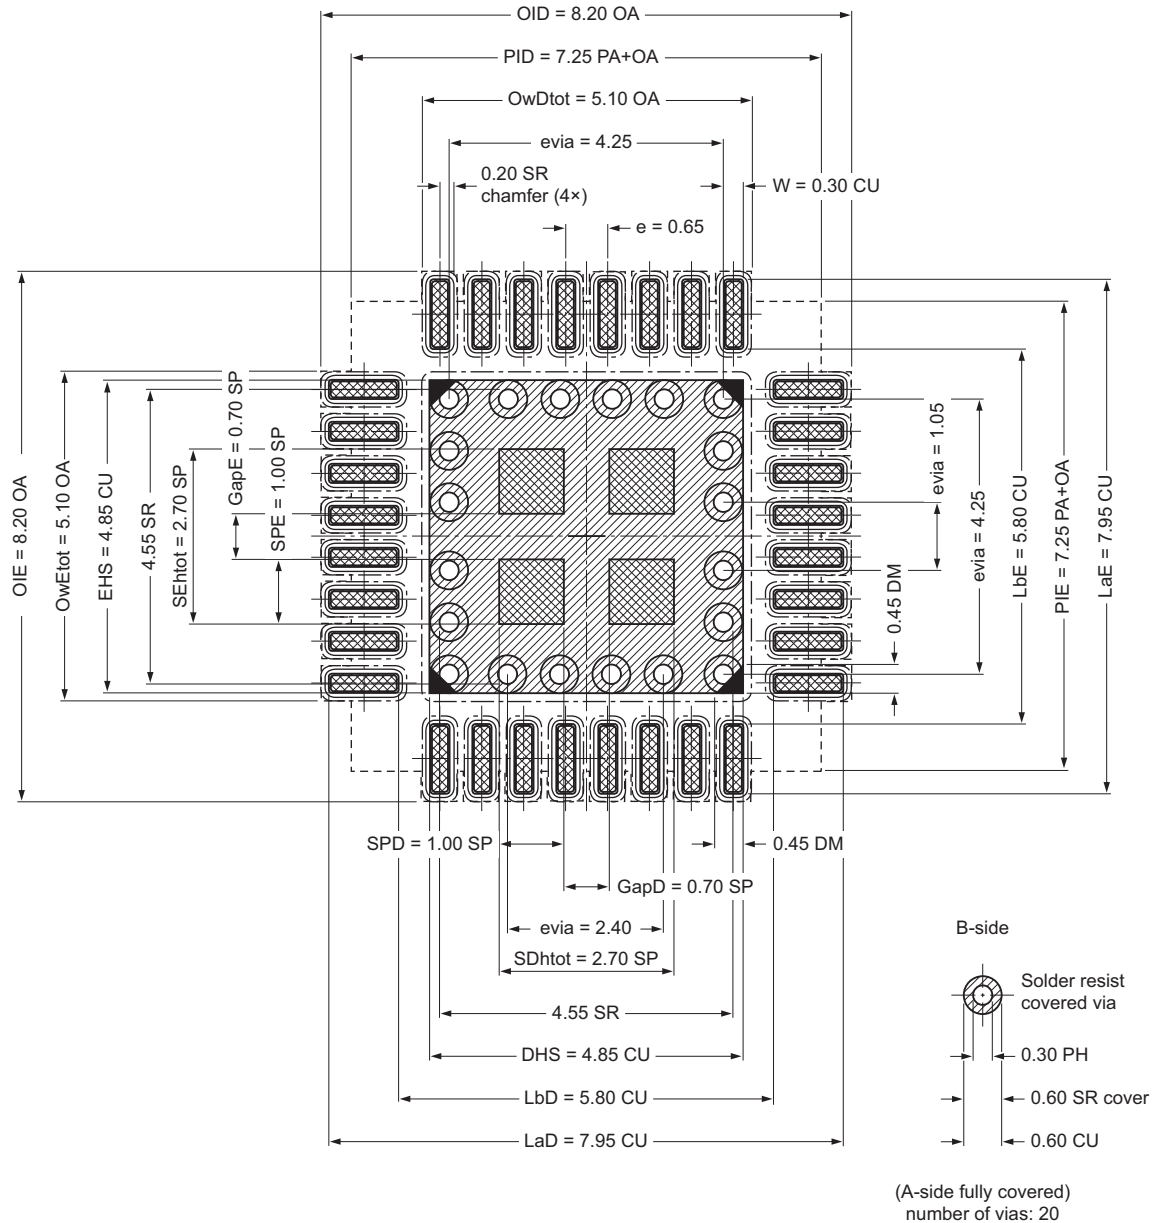 OID = 8.20 OA
PID = 7.25 PA+OA
OwDtot = 5.10 OA
evia = 4.25
0.20 SR
chamfer (4×)
W = 0.30 CU
e = 0.65
OIE = 8.20 OA
OwEtot = 5.10 OA
EHS = 4.85 CU
4.55 SR
SEhtot = 2.70 SP
GapE = 0.70 SP
SPE = 1.00 SP
evia = 1.05
0.45 DM
evia = 4.25
LbE = 5.80 CU
PIE = 7.25 PA+OA
LaE = 7.95 CU
SPD = 1.00 SP
0.45 DM
GapD = 0.70 SP
evia = 2.40
SDhtot = 2.70 SP
4.55 SR
DHS = 4.85 CU
LbD = 5.80 CU
LaD = 7.95 CU
B-side
Solder resist
covered via
0.30 PH
0.60 SR cover
0.60 CU
(A-side fully covered)
number of vias: 20